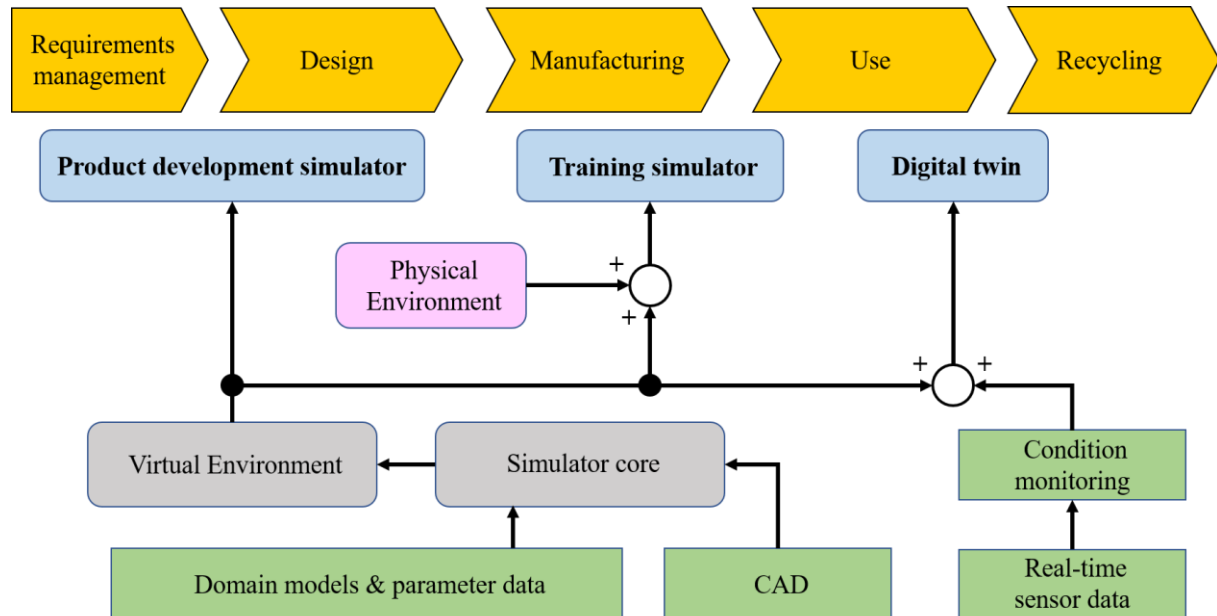 Requirements
management
Design
Manufacturing
Use
Recycling
Product development simulator
Training simulator
Digital twin
Physical
Environment
+
+
+
+
Virtual Environment
Simulator core
Condition
monitoring
Domain models & parameter data
CAD
Real-time
sensor data